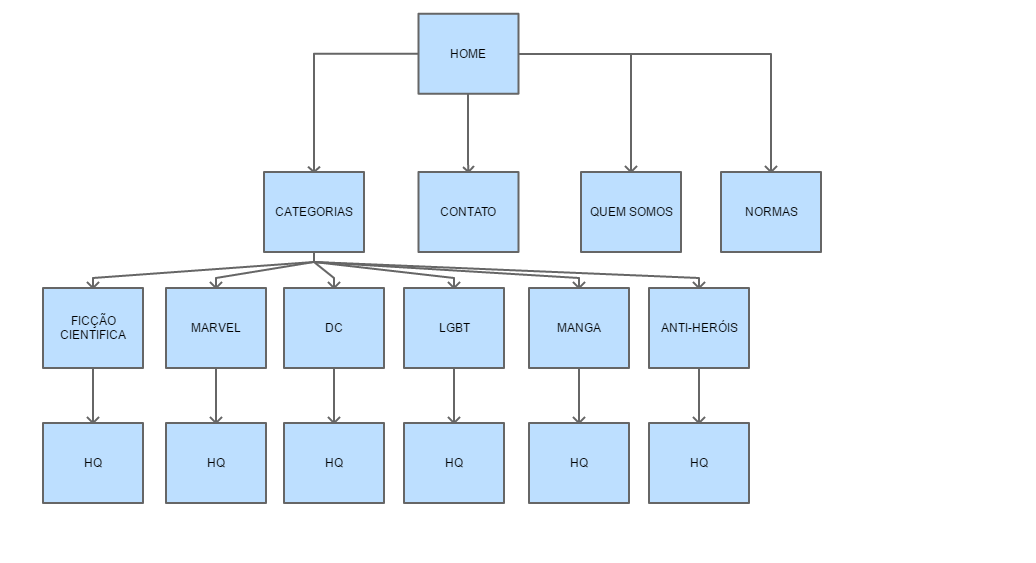 HOME
CATEGORIAS
CONTATO
QUEM SOMOS
NORMAS
FICÇÃO
CIENTÍFICA
MARVEL
DC
LGBT
MANGA
ANTI-HERÓIS
HQ
HQ
HQ
HQ
HQ
HQ